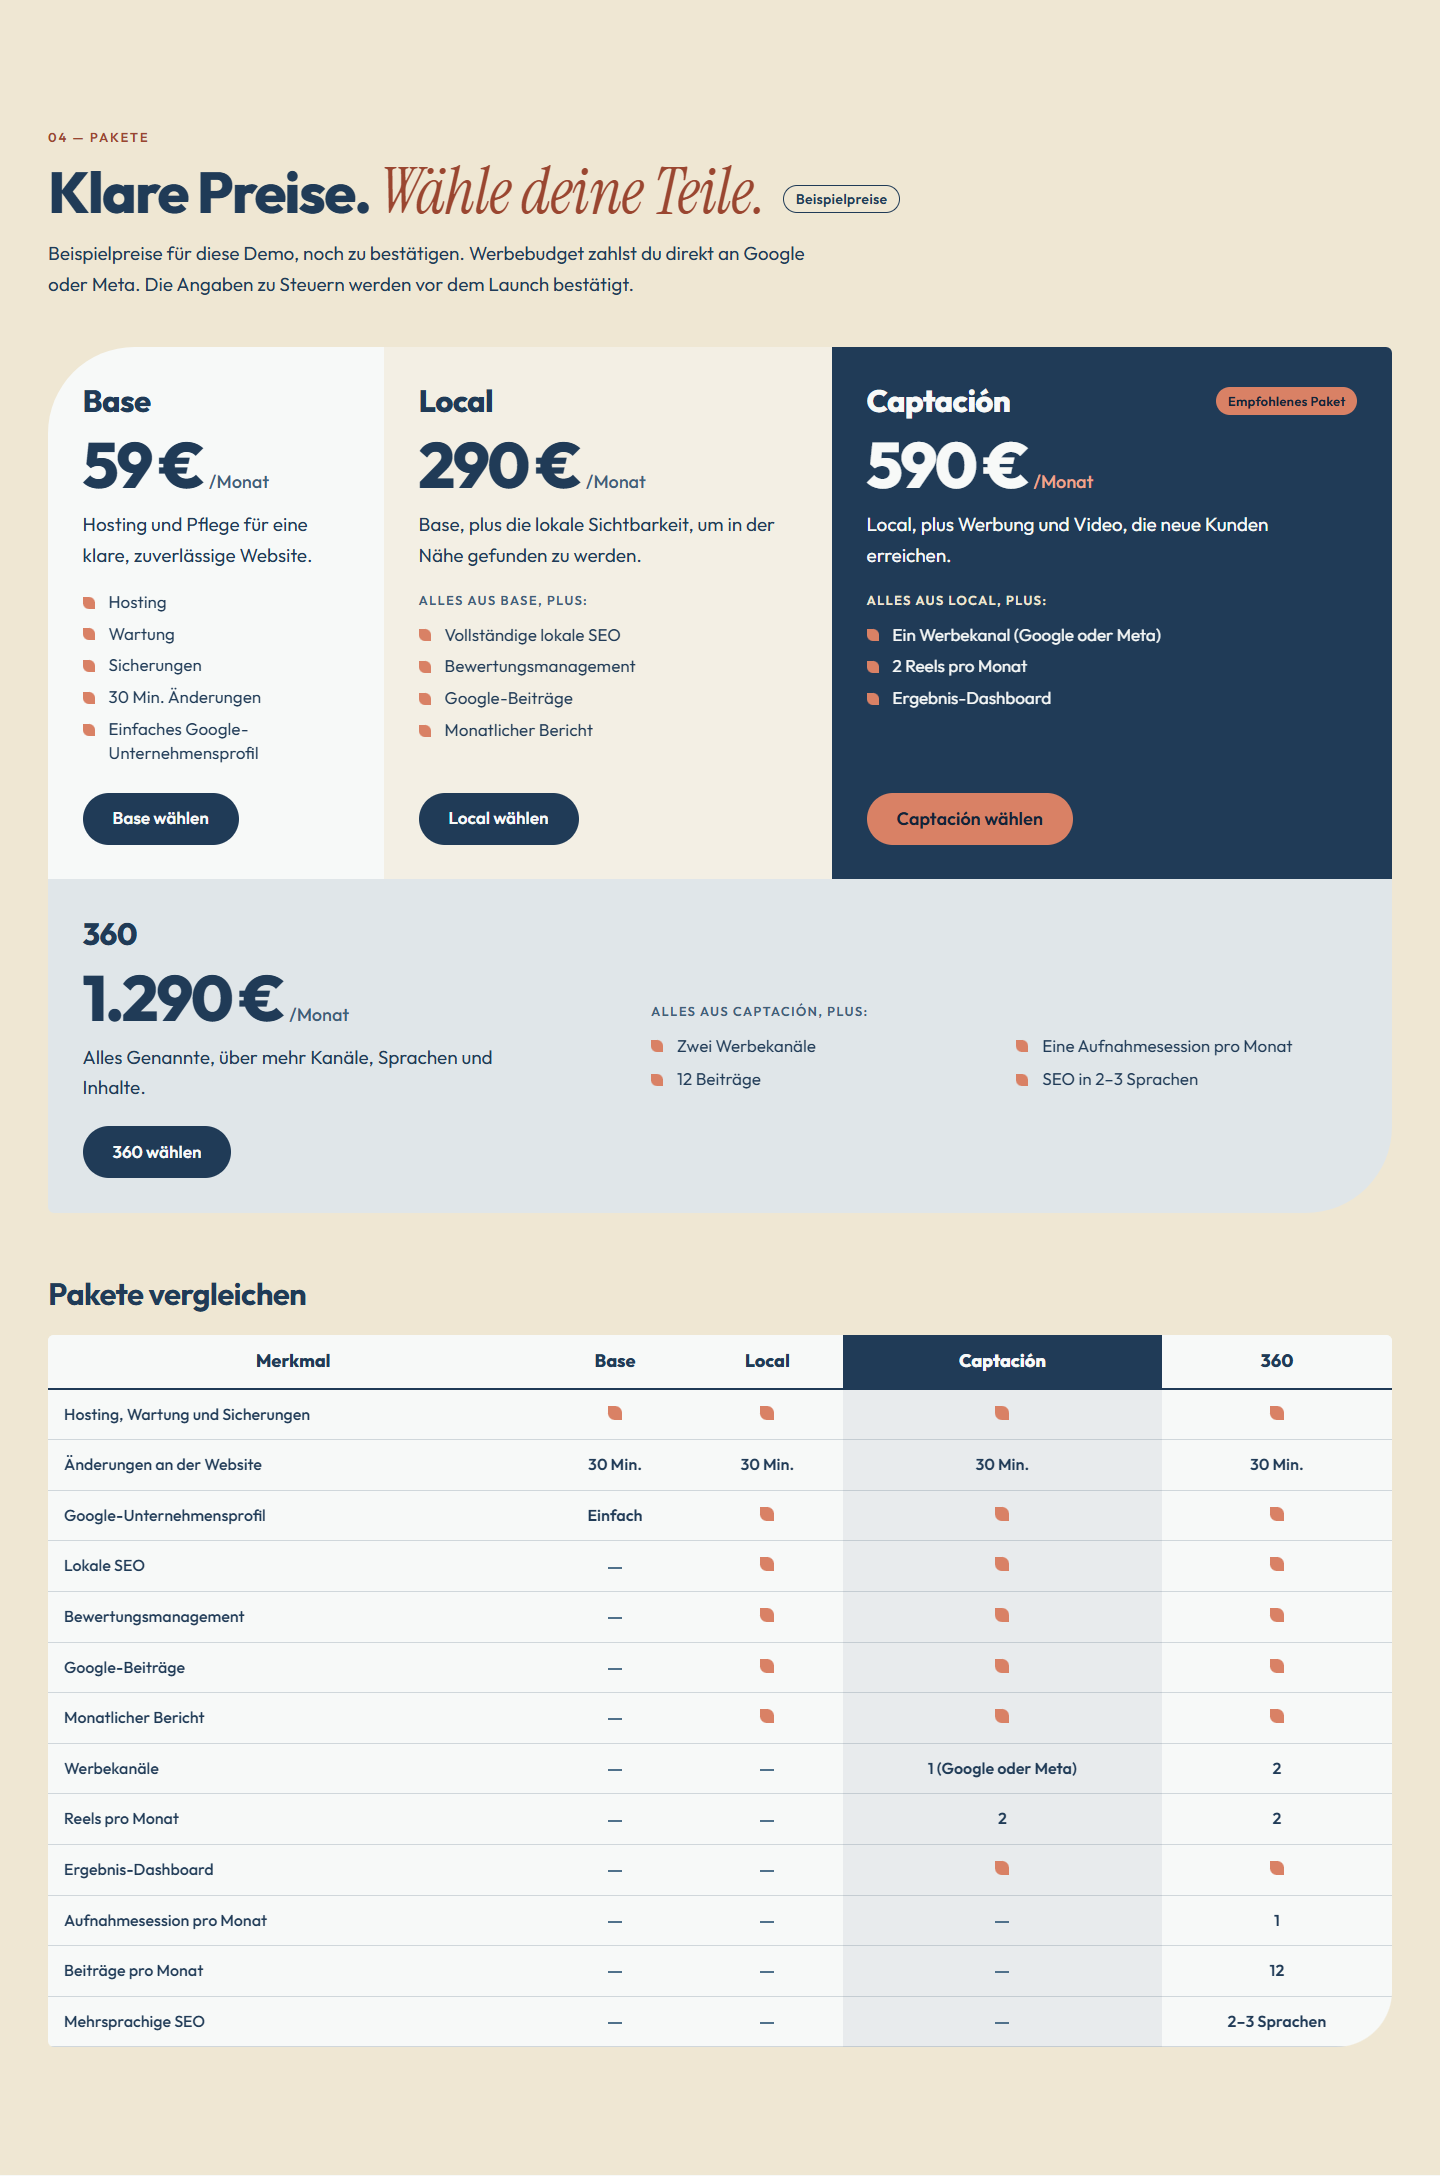 04 — PAKETE
Klare Preise. Wähle deine Teile. Beispielpreise
Beispielpreise für diese Demo, noch zu bestätigen. Werbebudget zahlst du direkt an Google
oder Meta. Die Angaben zu Steuern werden vor dem Launch bestätigt.
Base
59 € /Monat
Hosting und Pflege für eine
klare, zuverlässige Website.
Hosting
Wartung
Sicherungen
30 Min. Änderungen
Einfaches Google-
Unternehmensprofil
Base wählen
Local
290 € /Monat
Base, plus die lokale Sichtbarkeit, um in der
Nähe gefunden zu werden.
ALLES AUS BASE, PLUS:
Vollständige lokale SEO
Bewertungsmanagement
Google-Beiträge
Monatlicher Bericht
Local wählen
Captación
Empfohlenes Paket
590 € /Monat
Local, plus Werbung und Video, die neue Kunden
erreichen.
ALLES AUS LOCAL, PLUS:
Ein Werbekanal (Google oder Meta)
2 Reels pro Monat
Ergebnis-Dashboard
Captación wählen
360
1.290 € /Monat
Alles Genannte, über mehr Kanäle, Sprachen und
Inhalte.
360 wählen
ALLES AUS CAPTACIÓN, PLUS:
Zwei Werbekanäle
Eine Aufnahmesession pro Monat
12 Beiträge
SEO in 2–3 Sprachen
Pakete vergleichen
Merkmal Base Local Captación 360
Hosting, Wartung und Sicherungen
Änderungen an der Website 30 Min. 30 Min. 30 Min. 30 Min.
Google-Unternehmensprofil Einfach
Lokale SEO —
Bewertungsmanagement —
Google-Beiträge —
Monatlicher Bericht —
Werbekanäle — — 1 (Google oder Meta) 2
Reels pro Monat — — 2 2
Ergebnis-Dashboard — —
Aufnahmesession pro Monat — — — 1
Beiträge pro Monat — — — 12
Mehrsprachige SEO — — — 2–3 Sprachen